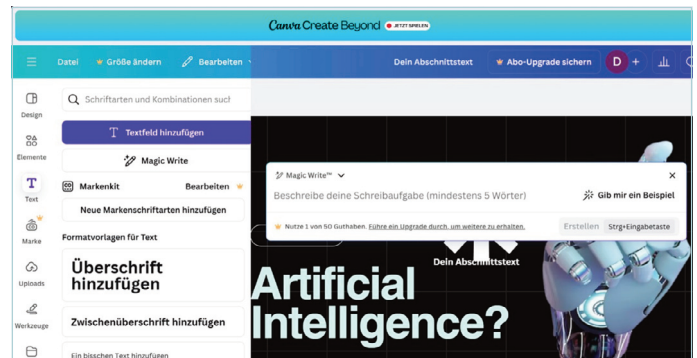 Canva Create Beyond JETZT SPIELEN
Datei Größe ändern Bearbeiten Dein Abschnittstext Abo-Upgrade sichern D +
Design
Elemente
Text
Marke
Uploads
Werkzeuge
Schriftarten und Kombinationen sucl
T Textfeld hinzufügen
Magic Write
Markenkit Bearbeiten
Neue Markenschriftarten hinzufügen
Formatvorlagen für Text
Überschrift
hinzufügen
Zwischenüberschrift hinzufügen
Ein bisschen Text hinzufügen
Magic Write™
Beschreibe deine Schreibaufgabe (mindestens 5 Wörter) Gib mir ein Beispiel
Nutze 1 von 50 Guthaben. Führe ein Upgrade durch, um weitere zu erhalten. Erstellen Strg+Eingabetaste
Dein Abschnittstext
Artificial
Intelligence?